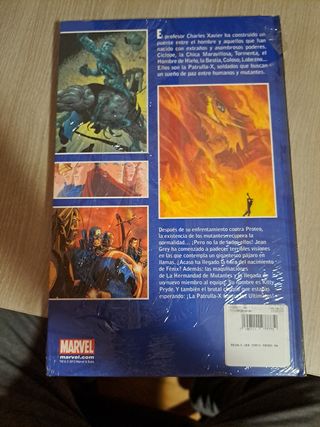 El profesor Charles Xavier ha construido un
puente entre el hombre y aquellos que han
nacido con extraños y asombrosos poderes.
Cíclope, la Chica Maravillosa, Tormenta, el
Hombre de Hielo, la Bestia, Coloso, Lobezno...
Ellos son la Patrulla-X, soldados que buscan
un sueño de paz entre humanos y mutantes.
Después de su enfrentamiento contra Proteo,
la existencia de los mutantes recupera la
normalidad... ¡Pero no la de todos ellos! Jean
Grey ha comenzado a padecer terribles visiones
en las que contempla un gigantesco pájaro en
llamas. ¿Acaso ha llegado la hora del nacimiento
de Fénix? Además: las maquinaciones
de La Hermandad de Mutantes y la llegada de
un nuevo miembro al equipo. Su nombre es Kitty
Pryde. Y también el brutal
esperando: ¡La Patrulla-X Ultimate
MARVEL
marvel.com